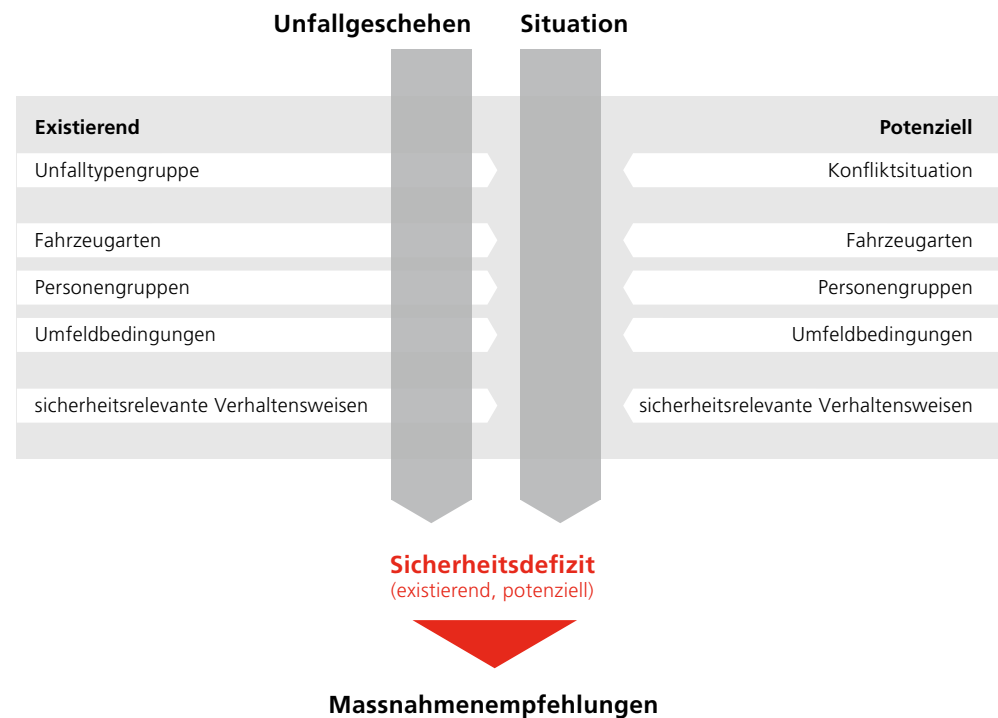 Unfallgeschehen Situation
Existierend Potenziell
Unfalltypengruppe Konfliktsituation
Fahrzeugarten Fahrzeugarten
Personengruppen Personengruppen
Umfeldbedingungen Umfeldbedingungen
sicherheitsrelevante Verhaltensweisen sicherheitsrelevante Verhaltensweisen
Sicherheitsdefizit
(existierend, potenziell)
Massnahmenempfehlungen